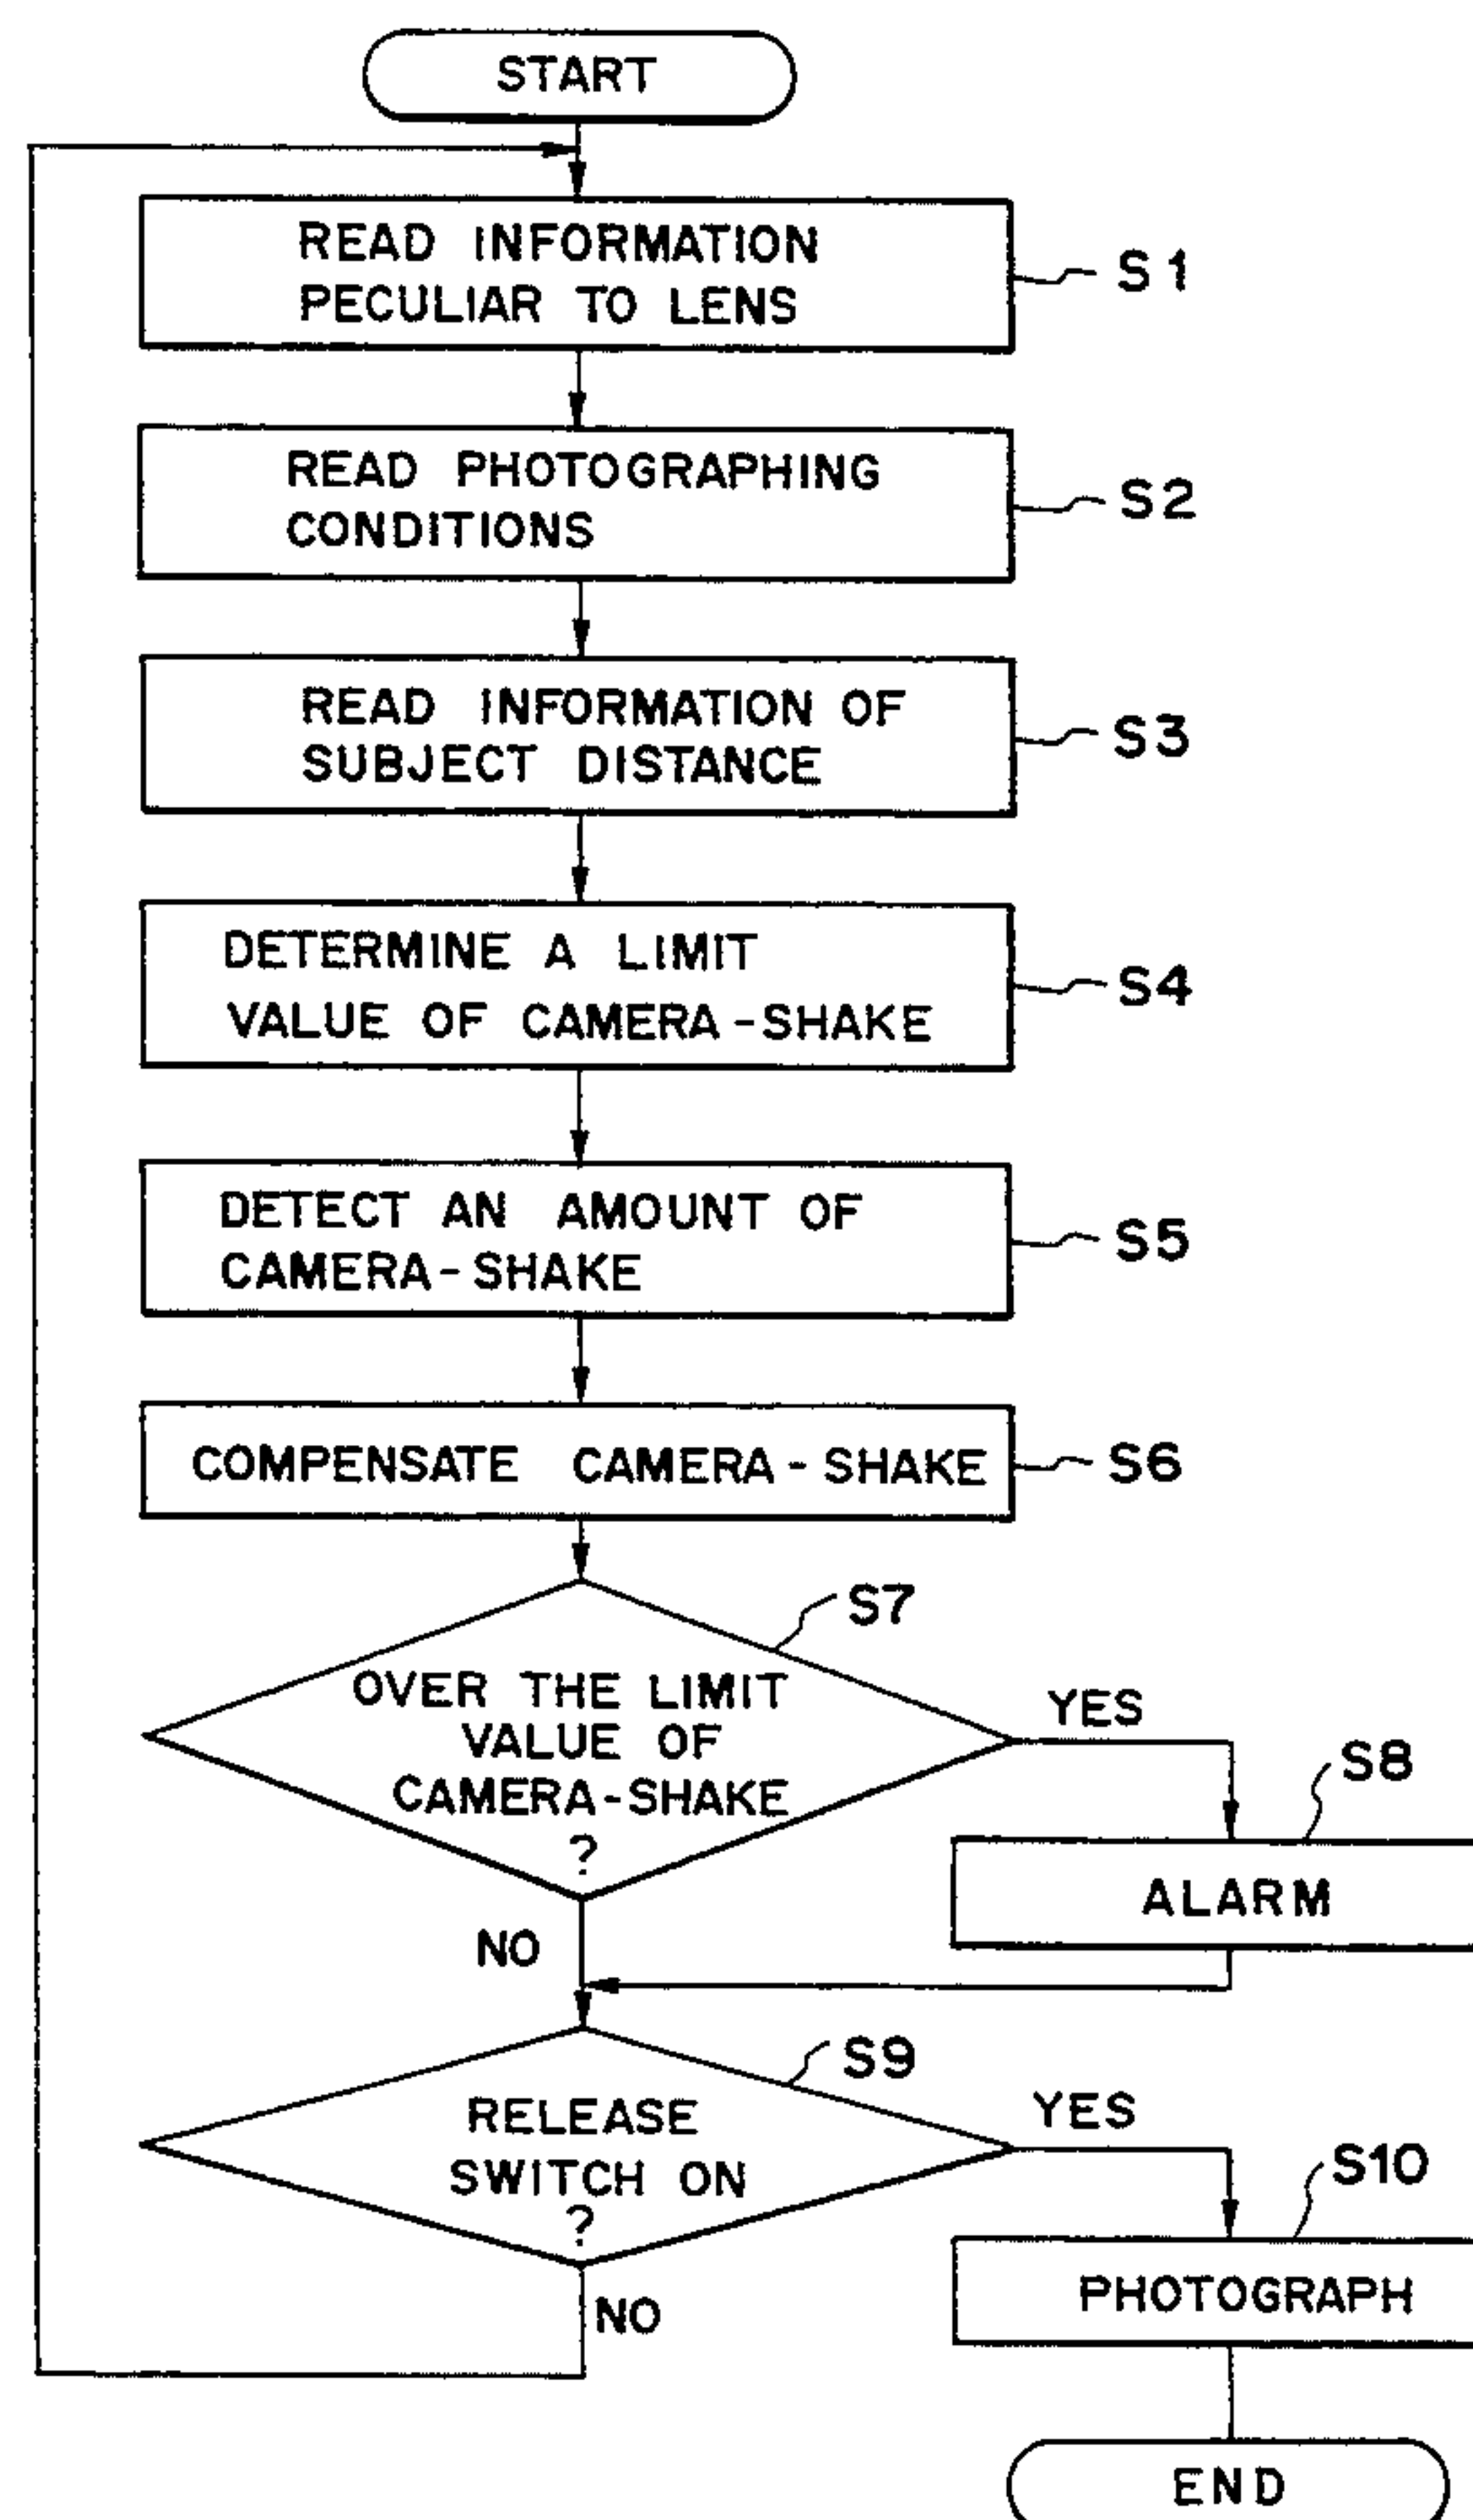 START
READ INFORMATION
PECULIAR TO LENS
S1
READ PHOTOGRAPHING
CONDITIONS
S2
READ INFORMATION OF
SUBJECT DISTANCE
S3
DETERMINE A LIMIT
VALUE OF CAMERA-SHAKE
S4
DETECT AN AMOUNT OF
CAMERA-SHAKE
S5
COMPENSATE CAMERA-SHAKE
S6
S7
OVER THE LIMIT
VALUE OF
CAMERA-SHAKE
?
YES
S8
ALARM
NO
S9
RELEASE
SWITCH ON
?
YES
S10
PHOTOGRAPH
NO
END